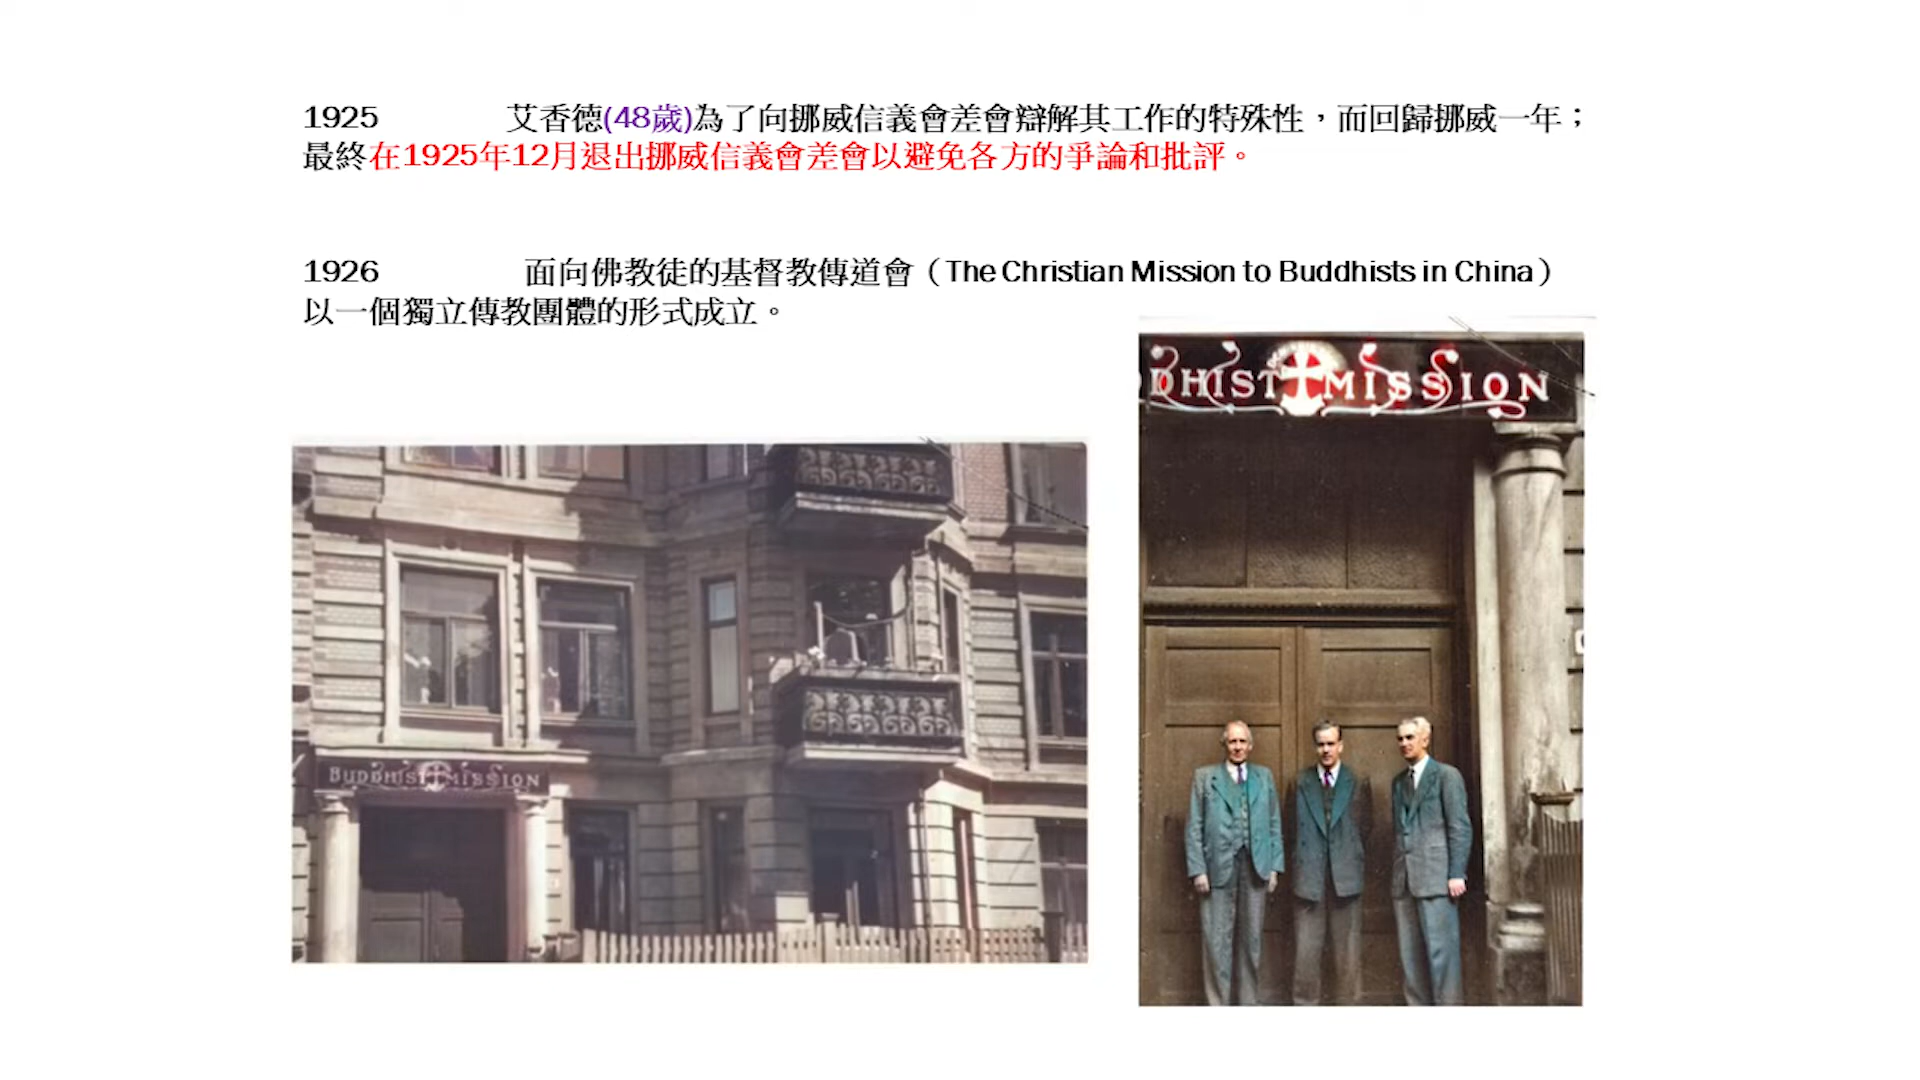 1925 艾香德(48歲)為了向挪威信義會差會辯解其工作的特殊性，而回歸挪威一年；
最終在1925年12月退出挪威信義會差會以避免各方的爭論和批評。
1926 面向佛教徒的基督教傳道會（The Christian Mission to Buddhists in China）
以一個獨立傳教團體的形式成立。
DHIST MISSION
BUDDHIST MISSION